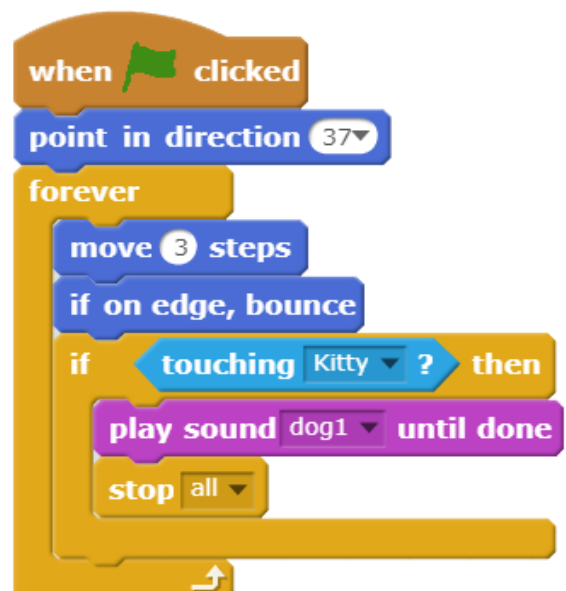 when clicked
point in direction 37
forever
move 3 steps
if on edge, bounce
if touching Kitty ? then
play sound dog1 until done
stop all